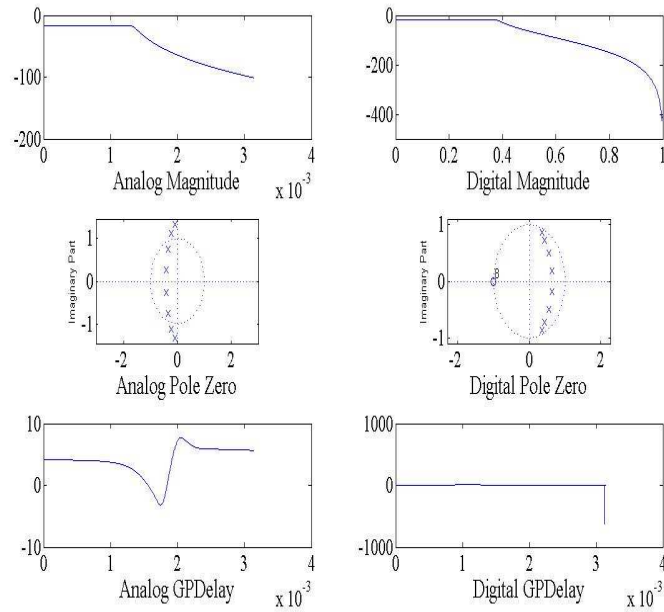 0
-100
-200
0 1 2 3 4
Analog Magnitude
x 10^-3
0
-200
-400
0 0.2 0.4 0.6 0.8 1
Digital Magnitude
1
0
-1
Imaginary Part
-2 0 2
Analog Pole Zero
1
0
-1
Imaginary Part
8
-2 -1 0 1 2
Digital Pole Zero
10
0
-10
0 1 2 3 4
Analog GPDelay
x 10^-3
1000
0
-1000
0 1 2 3 4
Digital GPDelay
x 10^-3